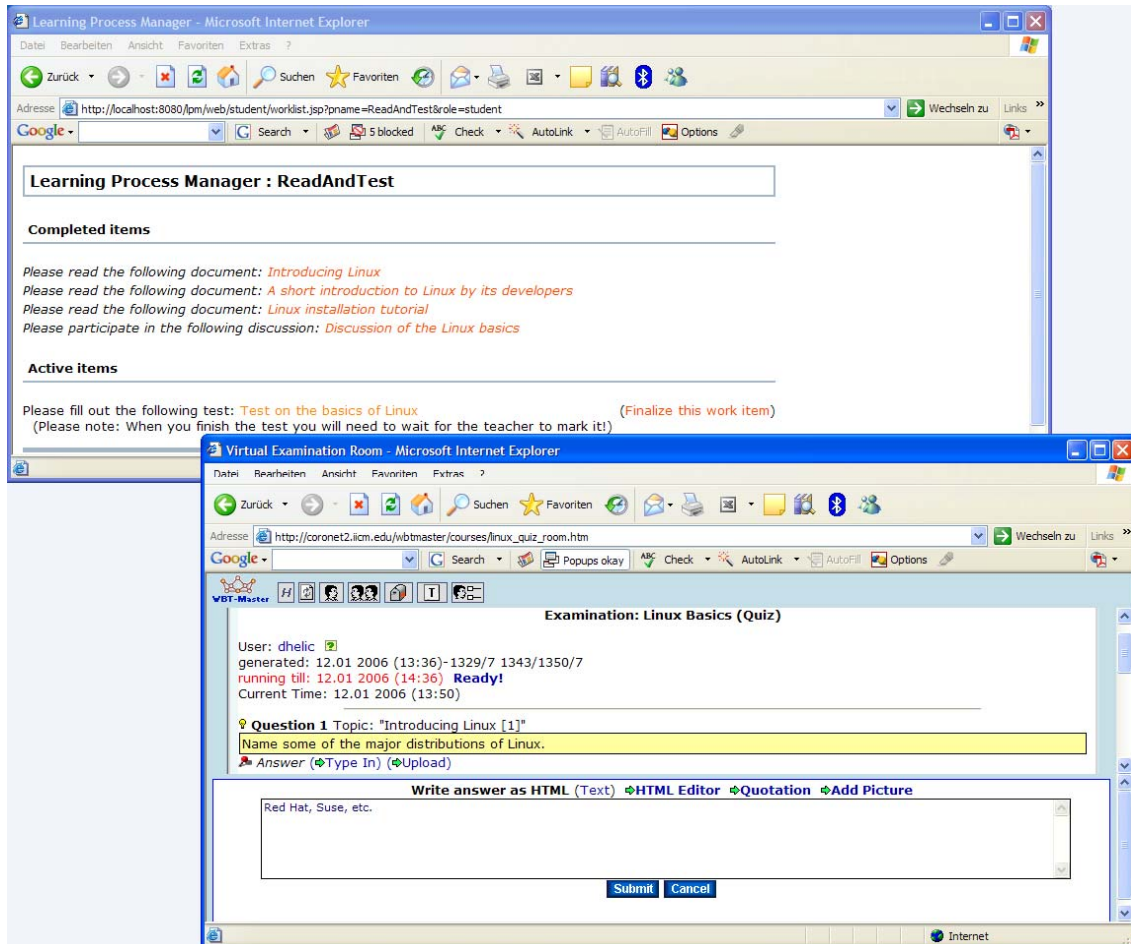 Learning Process Manager - Microsoft Internet Explorer
Datei Bearbeiten Ansicht Favoriten Extras ?
Zurück Suchen Favoriten
Adresse http://localhost:8080/lpm/web/student/worklist.jsp?pname=ReadAndTest&role=student Wechseln zu Links »
Google Search 5 blocked ABC Check AutoLink AutoFill Options
Learning Process Manager : ReadAndTest
Completed items
Please read the following document: Introducing Linux
Please read the following document: A short introduction to Linux by its developers
Please read the following document: Linux installation tutorial
Please participate in the following discussion: Discussion of the Linux basics
Active items
Please fill out the following test: Test on the basics of Linux (Finalize this work item)
(Please note: When you finish the test you will need to wait for the teacher to mark it!)
Virtual Examination Room - Microsoft Internet Explorer
Datei Bearbeiten Ansicht Favoriten Extras ?
Zurück Suchen Favoriten
Adresse http://coronet2.iicm.edu/wbtmaster/courses/linux_quiz_room.htm Wechseln zu Links »
Google Search Popups okay ABC Check AutoLink AutoFill Options
WBT-Master H T
Examination: Linux Basics (Quiz)
User: dhelic ?
generated: 12.01 2006 (13:36)-1329/7 1343/1350/7
running till: 12.01 2006 (14:36) Ready!
Current Time: 12.01 2006 (13:50)
Question 1 Topic: "Introducing Linux [1]"
Name some of the major distributions of Linux.
Answer (Type In) (Upload)
Write answer as HTML (Text) HTML Editor Quotation Add Picture
Red Hat, Suse, etc.
Submit Cancel
Internet